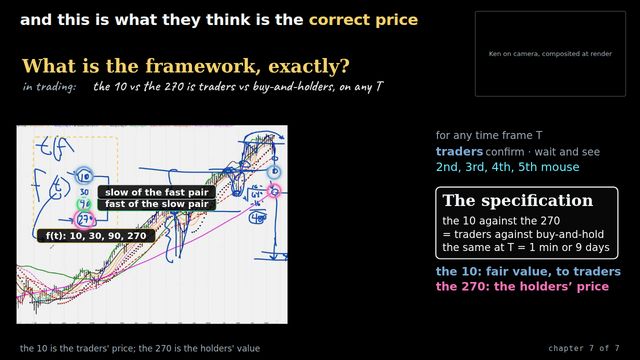 and this is what they think is the correct price
Ken on camera, composited at render
What is the framework, exactly?
in trading: the 10 vs the 270 is traders vs buy-and-holders, on any T
for any time frame T
traders confirm · wait and see
2nd, 3rd, 4th, 5th mouse
10
30
90
270
slow of the fast pair
fast of the slow pair
f(t): 10, 30, 90, 270
The specification
the 10 against the 270
= traders against buy-and-hold
the same at T = 1 min or 9 days
the 10: fair value, to traders
the 270: the holders’ price
the 10 is the traders' price; the 270 is the holders' value
chapter 7 of 7